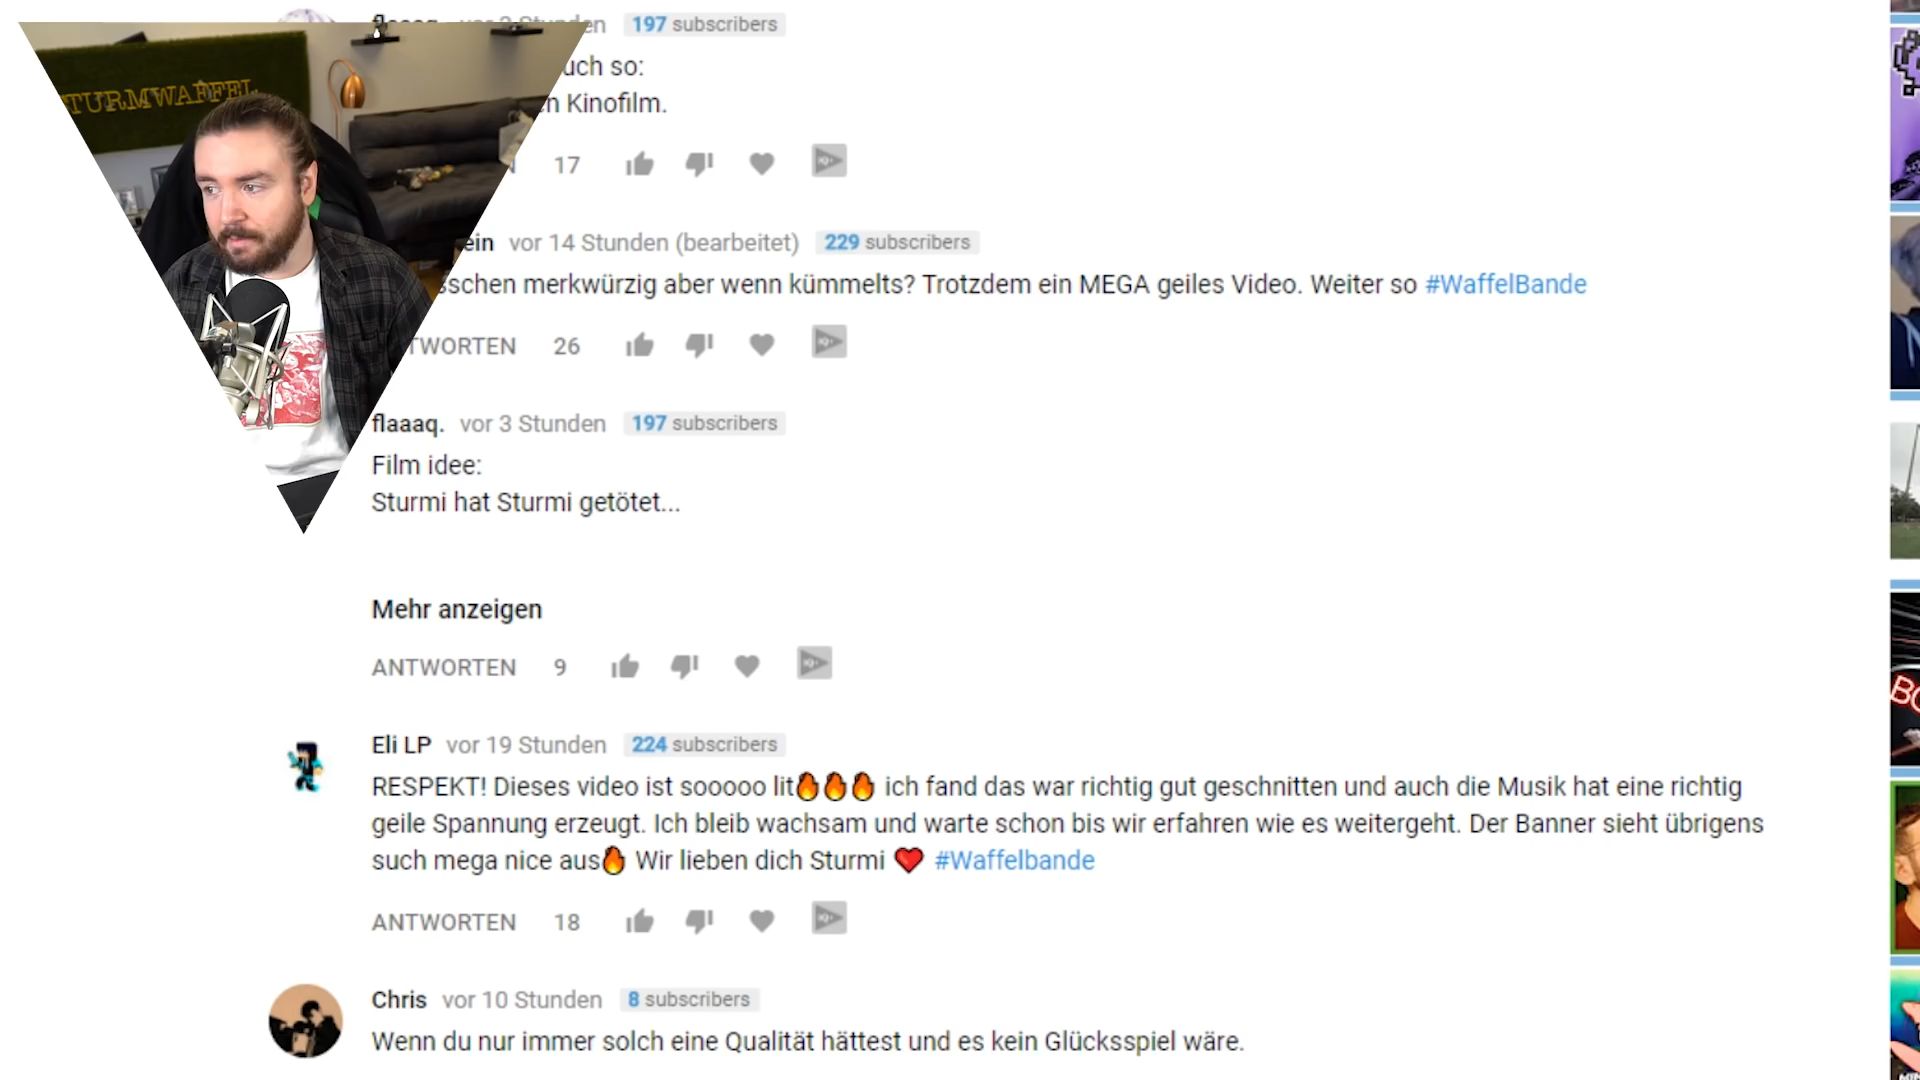 TURMWAFFEL
197 subscribers
uch so:
Kinofilm.
17
ein vor 14 Stunden (bearbeitet) 229 subscribers
sschen merkwürzig aber wenn kümmelts? Trotzdem ein MEGA geiles Video. Weiter so #WaffelBande
TWORTEN 26
flaaaq. vor 3 Stunden 197 subscribers
Film idee:
Sturmi hat Sturmi getötet...
Mehr anzeigen
ANTWORTEN 9
Eli LP vor 19 Stunden 224 subscribers
RESPEKT! Dieses video ist sooooo lit🔥🔥🔥 ich fand das war richtig gut geschnitten und auch die Musik hat eine richtig
geile Spannung erzeugt. Ich bleib wachsam und warte schon bis wir erfahren wie es weitergeht. Der Banner sieht übrigens
such mega nice aus🔥 Wir lieben dich Sturmi ❤ #Waffelbande
ANTWORTEN 18
Chris vor 10 Stunden 8 subscribers
Wenn du nur immer solch eine Qualität hättest und es kein Glücksspiel wäre.